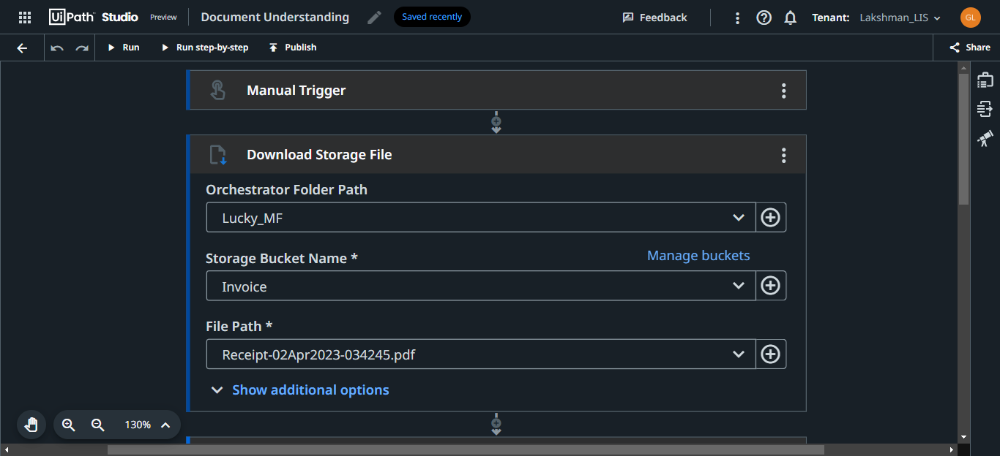 UiPath Studio Preview Document Understanding Saved recently Feedback Tenant: Lakshman_LIS GL
Run Run step-by-step Publish Share
Manual Trigger
Download Storage File
Orchestrator Folder Path
Lucky_MF
Storage Bucket Name * Manage buckets
Invoice
File Path *
Receipt-02Apr2023-034245.pdf
Show additional options
130%